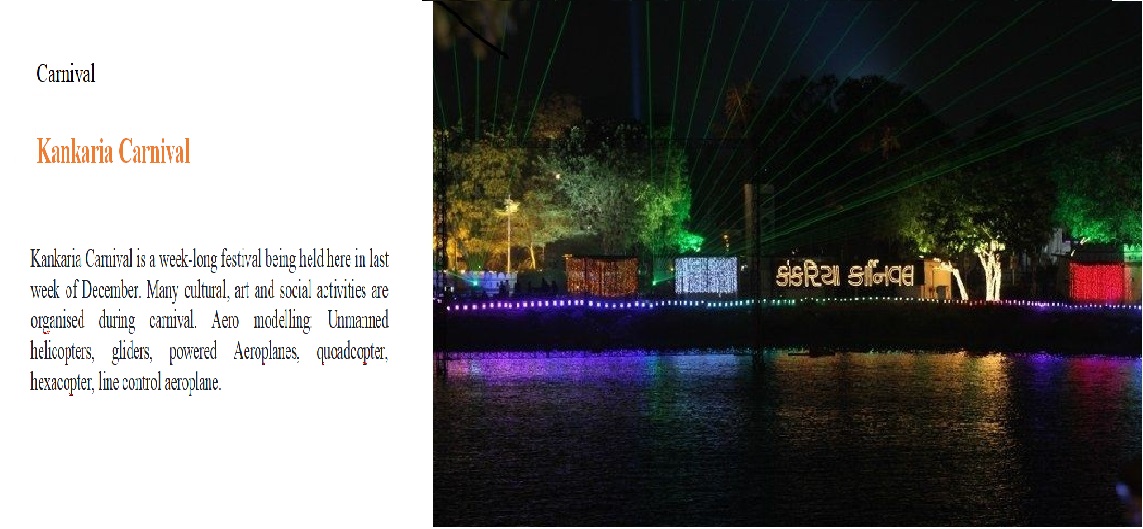 Carnival
Kankaria Carnival
Kankaria Carnival is a week-long festival being held here in last
week of December. Many cultural, art and social activities are
organised during carnival. Aero modelling: Unmanned
helicopters, gliders, powered Aeroplanes, quoadcopter,
hexacopter, line control aeroplane.
કાંકરિયા કાર્નિવલ